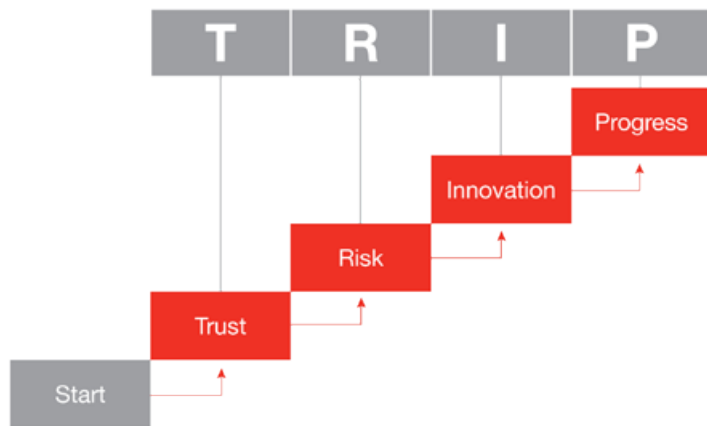 T R I P
Progress
Innovation
Risk
Trust
Start